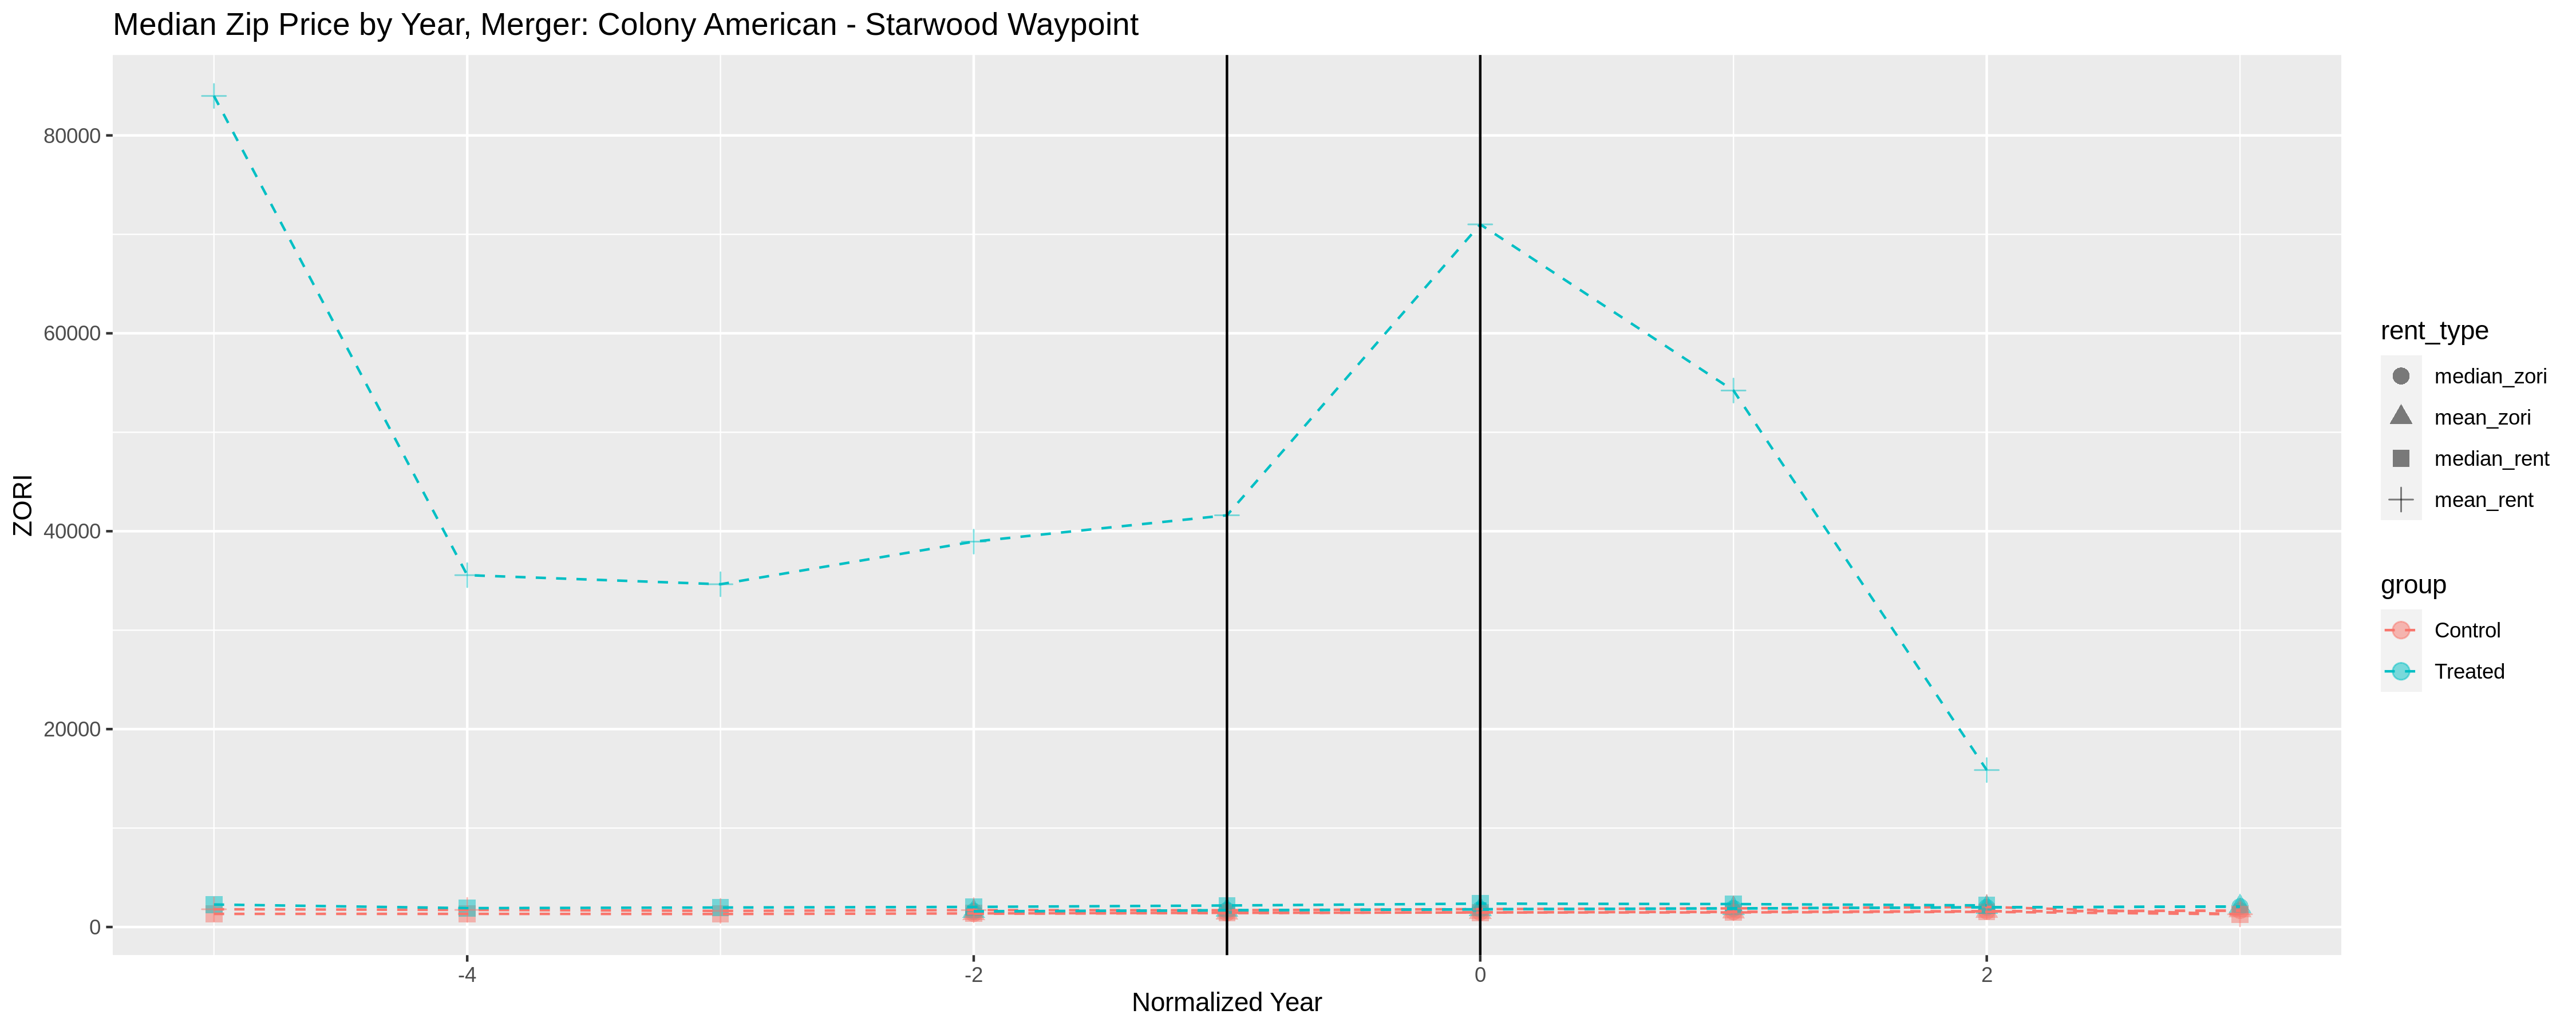 Median Zip Price by Year, Merger: Colony American - Starwood Waypoint
ZORI
80000
60000
40000
20000
0
-4
-2
0
2
Normalized Year
rent_type
median_zori
mean_zori
median_rent
mean_rent
group
Control
Treated